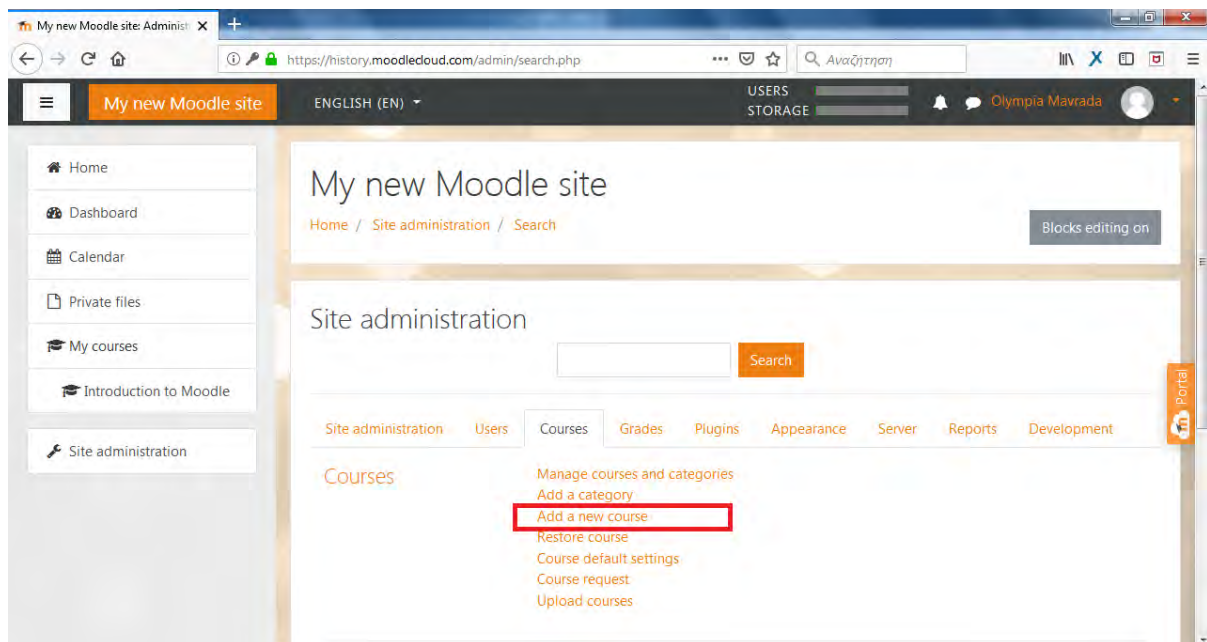 My new Moodle site: Administ
https://history.moodlecloud.com/admin/search.php
Αναζήτηση
My new Moodle site
ENGLISH (EN)
USERS
STORAGE
Olympia Mavrada
Home
Dashboard
Calendar
Private files
My courses
Introduction to Moodle
Site administration
My new Moodle site
Home / Site administration / Search
Blocks editing on
Site administration
Search
Portal
Site administration Users Courses Grades Plugins Appearance Server Reports Development
Courses
Manage courses and categories
Add a category
Add a new course
Restore course
Course default settings
Course request
Upload courses